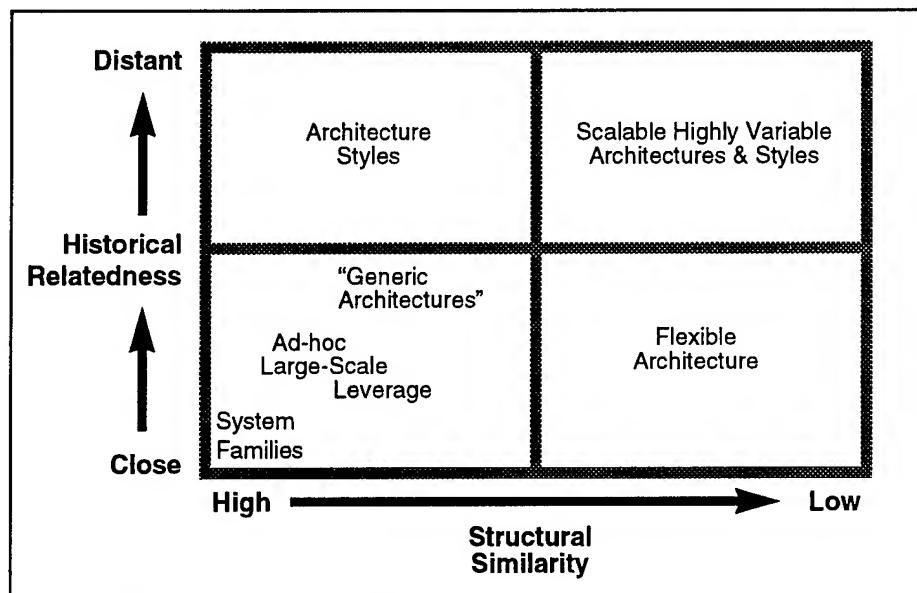 Distant
Architecture
Styles
Scalable Highly Variable
Architectures & Styles
Historical
Relatedness
“Generic
Architectures”
Ad-hoc
Large-Scale
Leverage
Flexible
Architecture
System
Families
Close
High
Low
Structural
Similarity